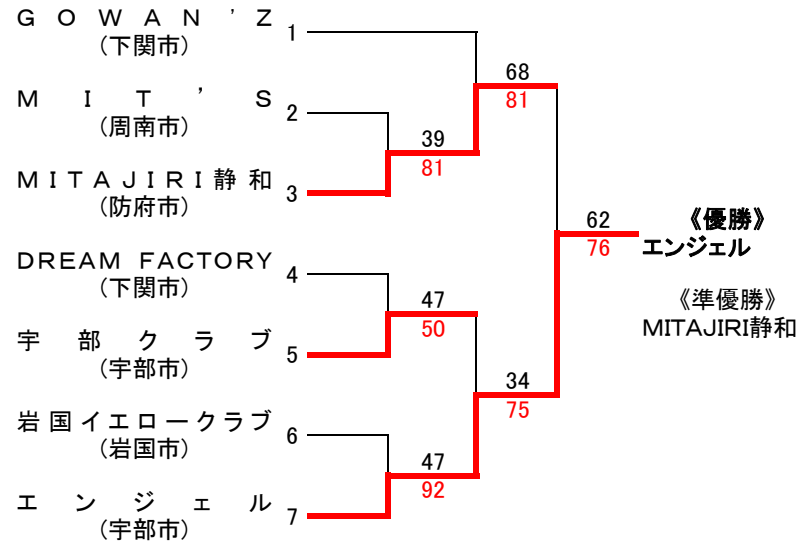 GOWAN'Z
(下関市)
1
MIT'S
(周南市)
2
MITAJIRI静和
(防府市)
3
DREAM FACTORY
(下関市)
4
宇部クラブ
(宇部市)
5
岩国イエロークラブ
(岩国市)
6
エンジェル
(宇部市)
7
39
81
47
50
47
92
68
81
34
75
62
76
《優勝》
エンジェル
《準優勝》
MITAJIRI静和